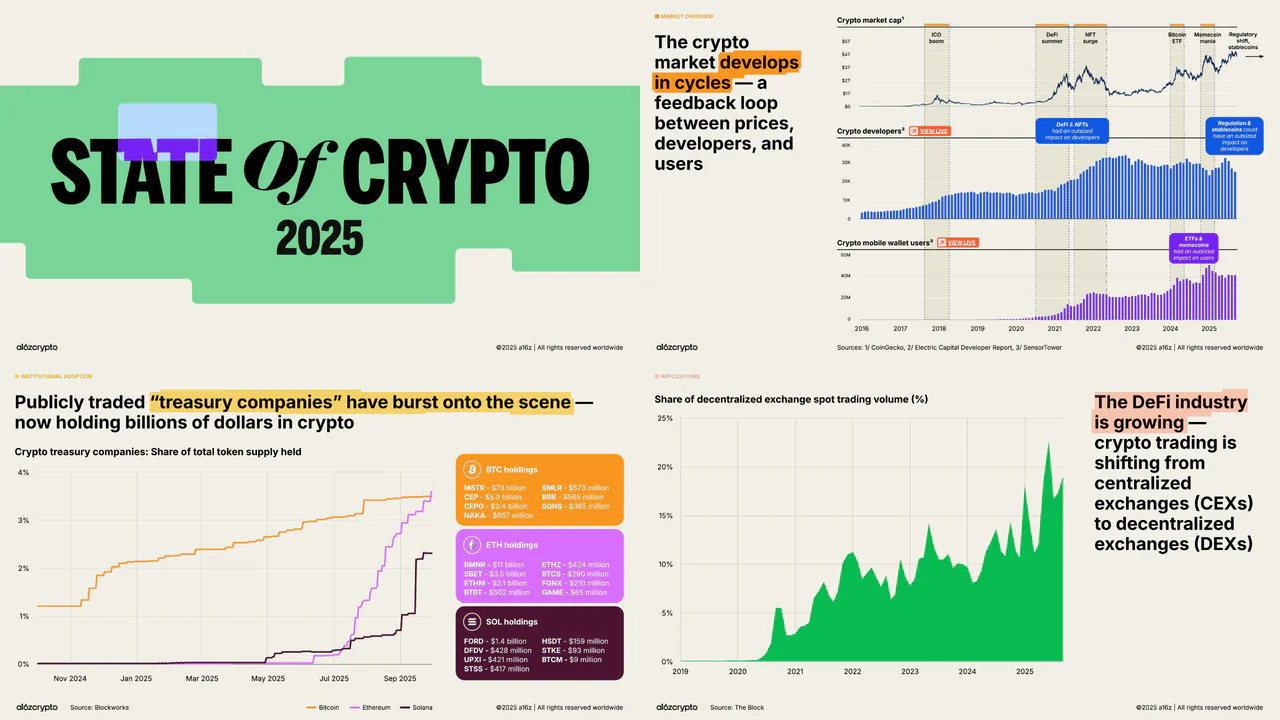 STATE of CRYPTO
2025
a16zcrypto
©2025 a16z | All rights reserved worldwide
MARKET OVERVIEW
The crypto
market develops
in cycles — a
feedback loop
between prices,
developers, and
users
Crypto market cap¹
ICO
boom
DeFi
summer
NFT
surge
Bitcoin
ETF
Memecoin
mania
Regulatory
shift,
stablecoins
$5T
$4T
$3T
$2T
$1T
$0
Crypto developers² VIEW LIVE
DeFi & NFTs
had an outsized
impact on developers
Regulation &
stablecoins could
have an outsized
impact on
developers
40K
30K
20K
10K
0
Crypto mobile wallet users³ VIEW LIVE
ETFs &
memecoins
had an outsized
impact on users
60M
40M
20M
0
2016 2017 2018 2019 2020 2021 2022 2023 2024 2025
a16zcrypto
Sources: 1/ CoinGecko, 2/ Electric Capital Developer Report, 3/ SensorTower
©2025 a16z | All rights reserved worldwide
INSTITUTIONAL ADOPTION
Publicly traded “treasury companies” have burst onto the scene —
now holding billions of dollars in crypto
Crypto treasury companies: Share of total token supply held
4%
3%
2%
1%
0%
Nov 2024 Jan 2025 Mar 2025 May 2025 Jul 2025 Sep 2025
BTC holdings
MSTR - $73 billion SMLR - $573 million
CEP - $5.0 billion BRR - $565 million
CEPO - $3.4 billion SQNS - $365 million
NAKA - $657 million
ETH holdings
BMNR - $11 billion ETHZ - $424 million
SBET - $3.5 billion BTCS - $290 million
ETHM - $2.1 billion FGNX - $210 million
BTBT - $502 million GAME - $65 million
SOL holdings
FORD - $1.4 billion HSDT - $159 million
DFDV - $428 million STKE - $93 million
UPXI - $421 million BTCM - $9 million
STSS - $417 million
a16zcrypto
Source: Blockworks
Bitcoin Ethereum Solana
©2025 a16z | All rights reserved worldwide
APPLICATIONS
Share of decentralized exchange spot trading volume (%)
25%
20%
15%
10%
5%
0%
2019 2020 2021 2022 2023 2024 2025
The DeFi industry
is growing —
crypto trading is
shifting from
centralized
exchanges (CEXs)
to decentralized
exchanges (DEXs)
a16zcrypto
Source: The Block
©2025 a16z | All rights reserved worldwide